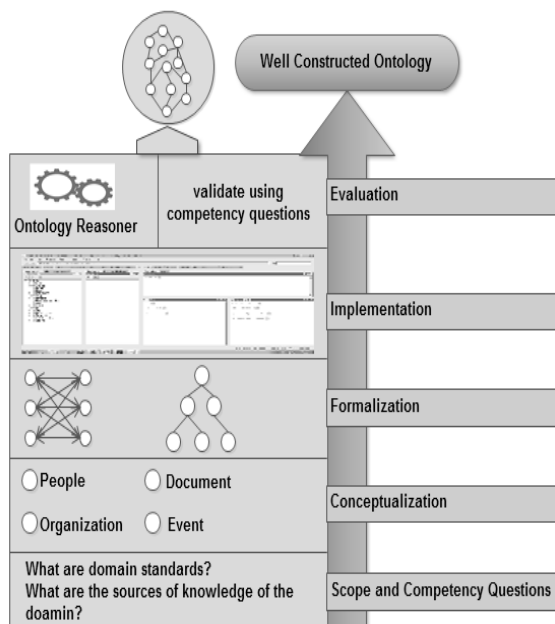 Well Constructed Ontology
Ontology Reasoner
validate using
competency questions
Evaluation
Implementation
Formalization
People
Document
Organization
Event
Conceptualization
What are domain standards?
What are the sources of knowledge of the
doamin?
Scope and Competency Questions